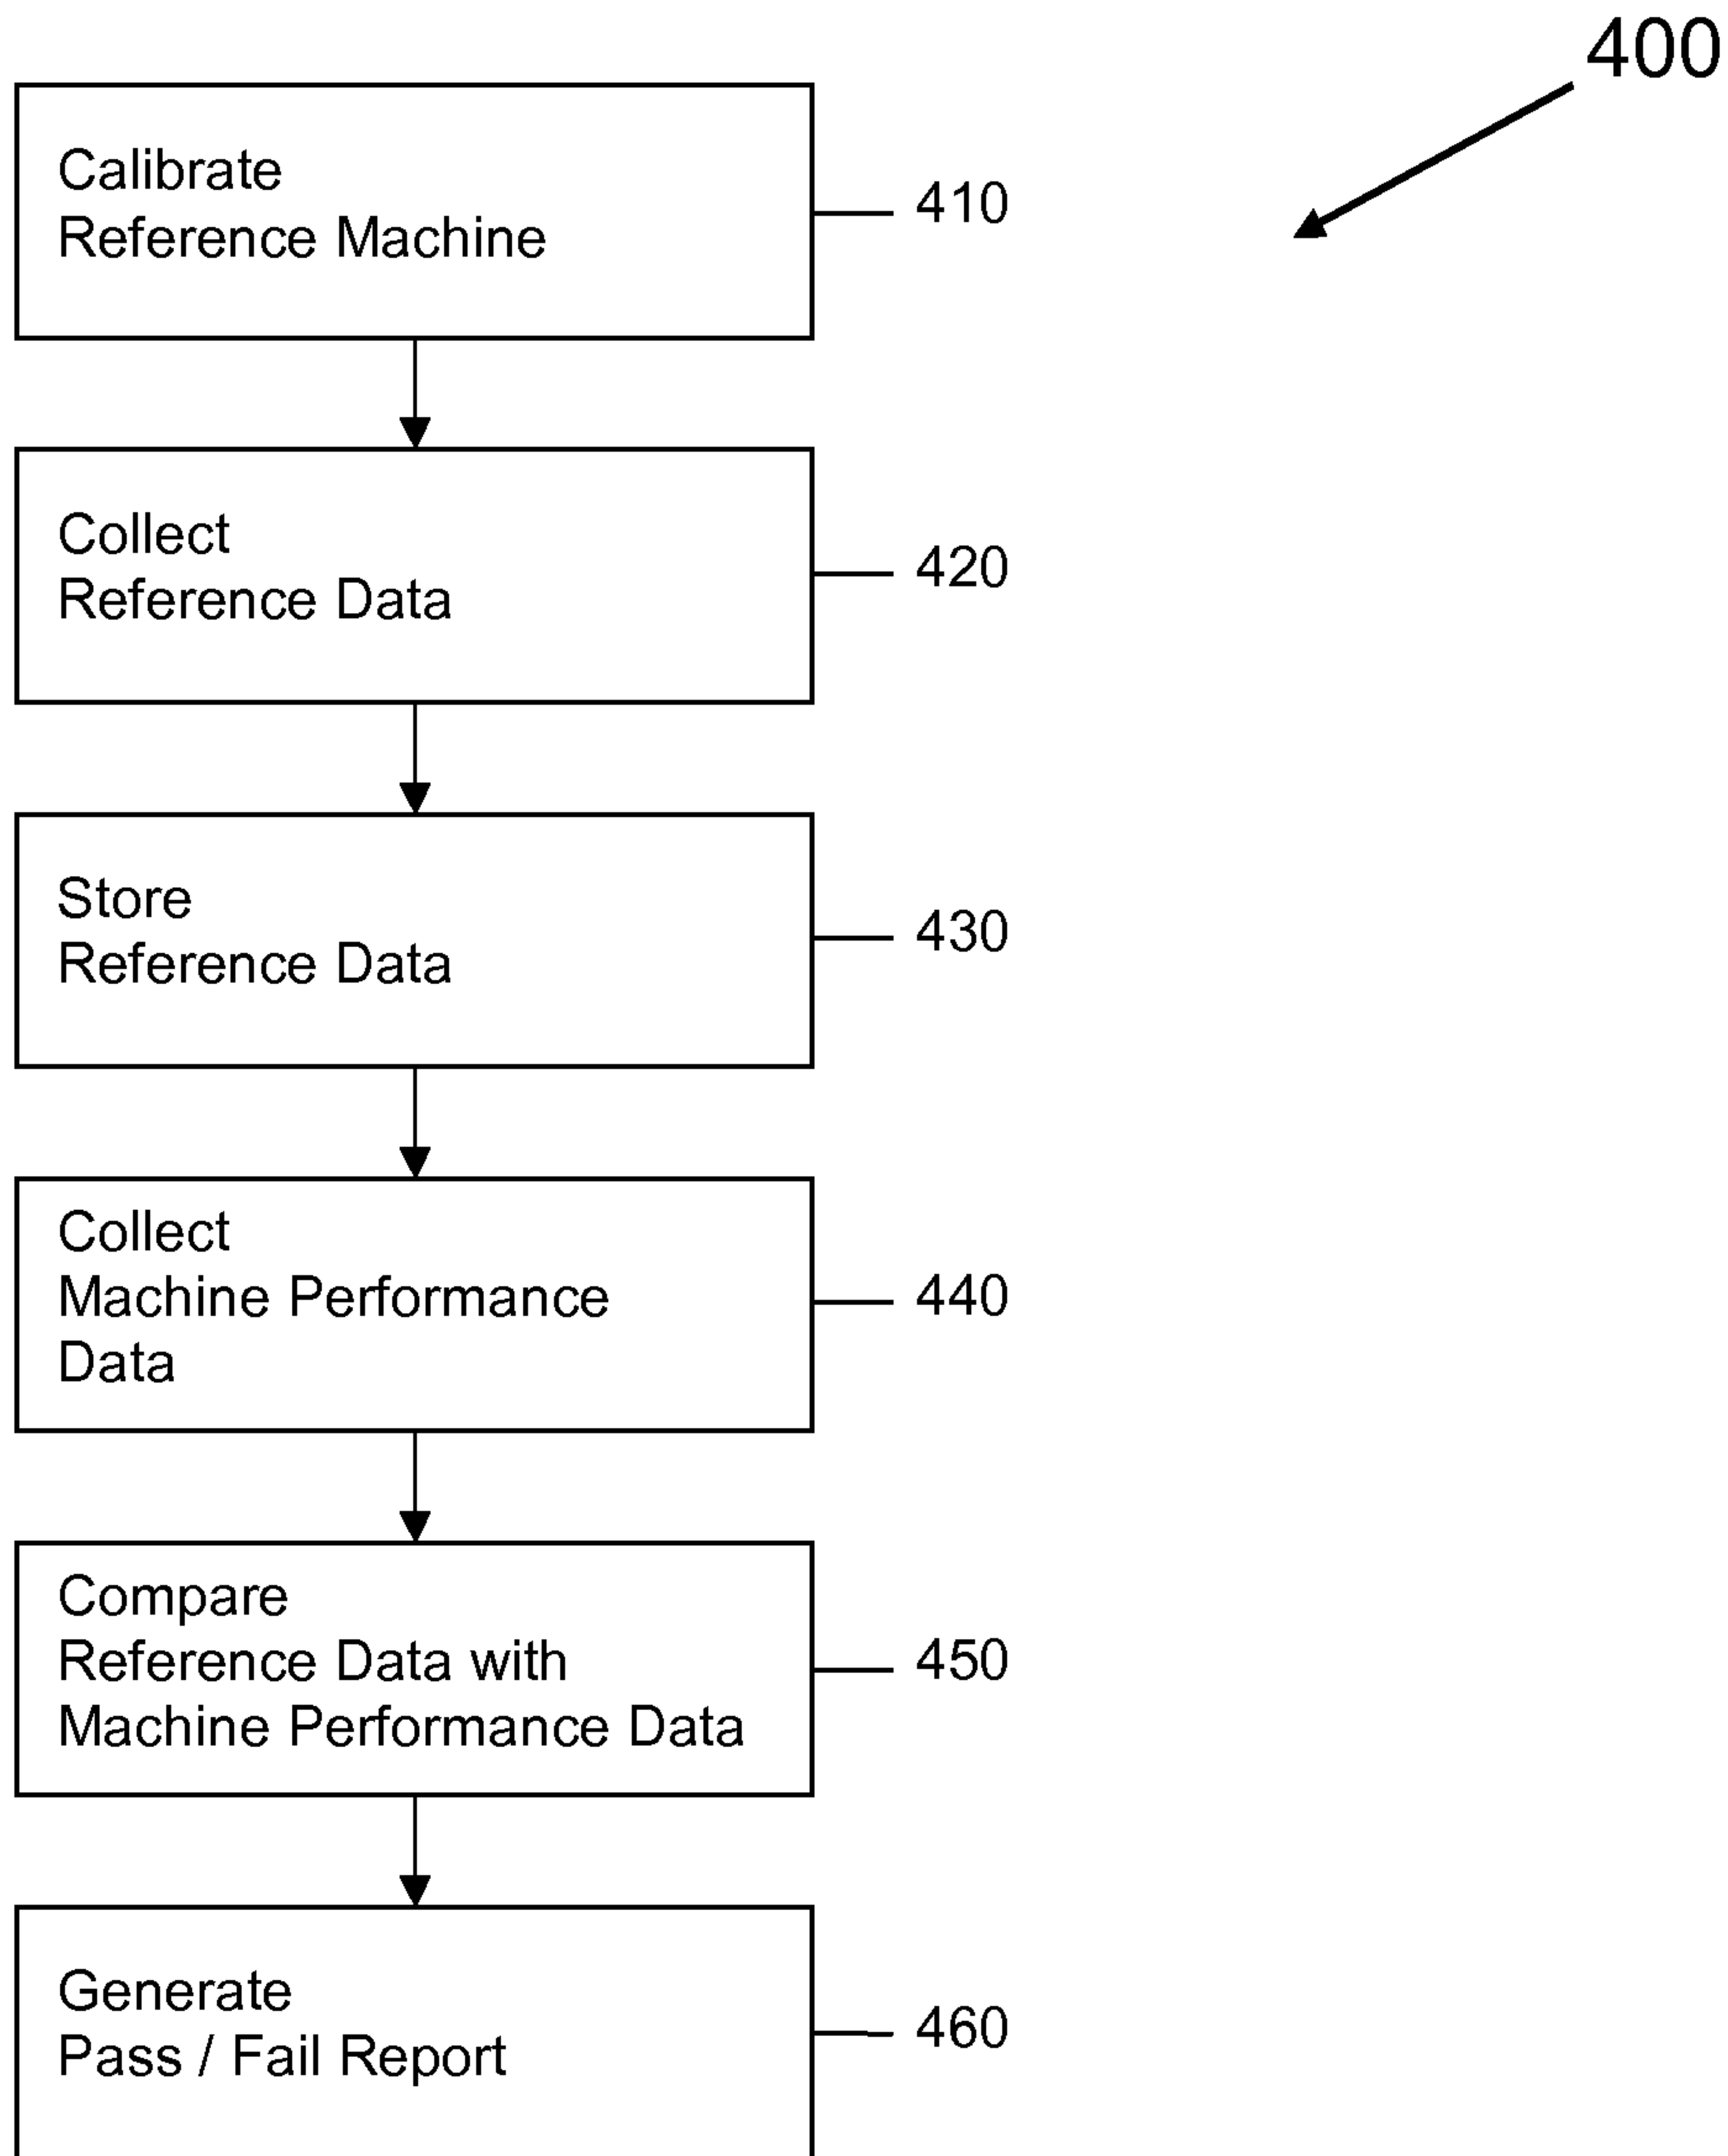 400
Calibrate
Reference Machine
410
Collect
Reference Data
420
Store
Reference Data
430
Collect
Machine Performance
Data
440
Compare
Reference Data with
Machine Performance Data
450
Generate
Pass / Fail Report
460